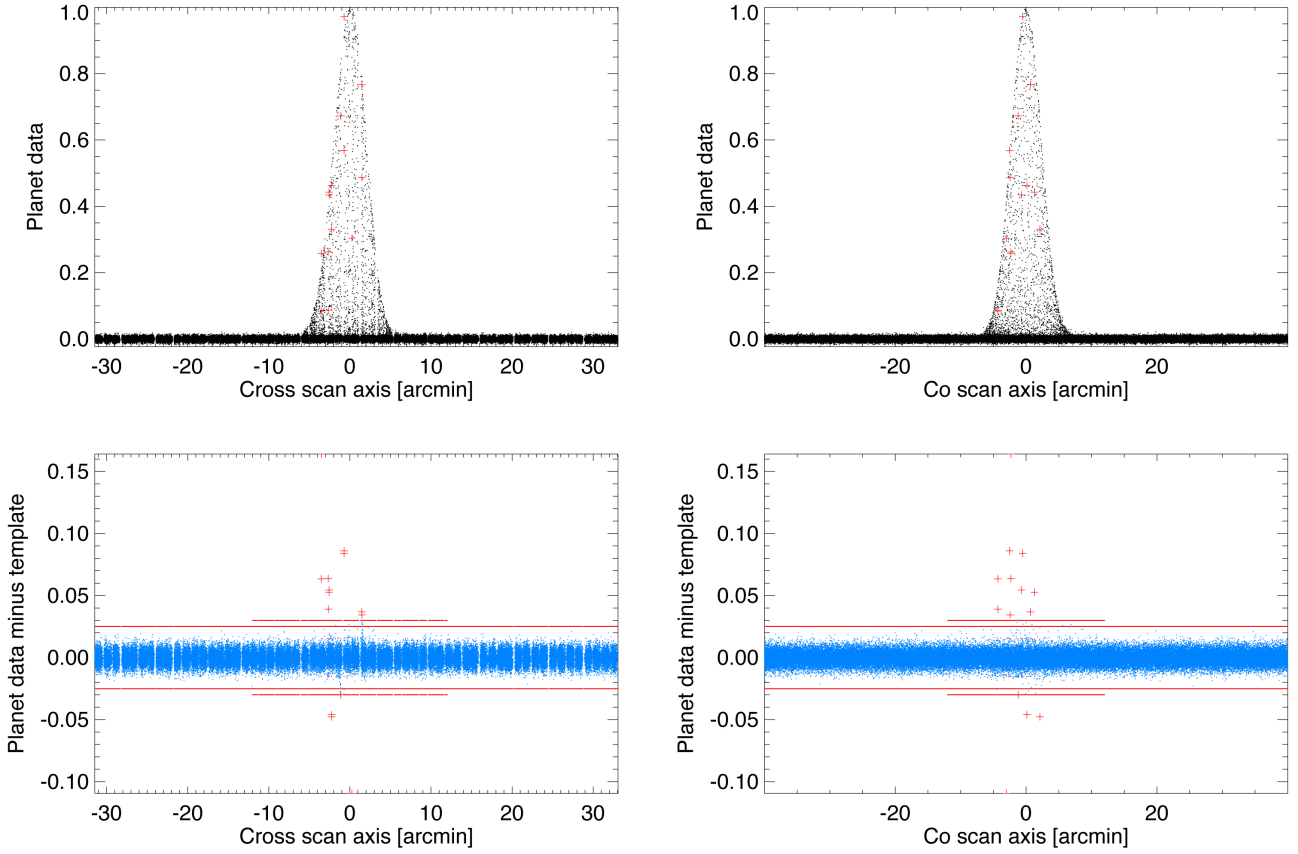 1.0
0.8
0.6
0.4
0.2
0.0
Planet data
-30 -20 -10 0 10 20 30
Cross scan axis [arcmin]
1.0
0.8
0.6
0.4
0.2
0.0
Planet data
-20 0 20
Co scan axis [arcmin]
0.15
0.10
0.05
0.00
-0.05
-0.10
Planet data minus template
-30 -20 -10 0 10 20 30
Cross scan axis [arcmin]
0.15
0.10
0.05
0.00
-0.05
-0.10
Planet data minus template
-20 0 20
Co scan axis [arcmin]